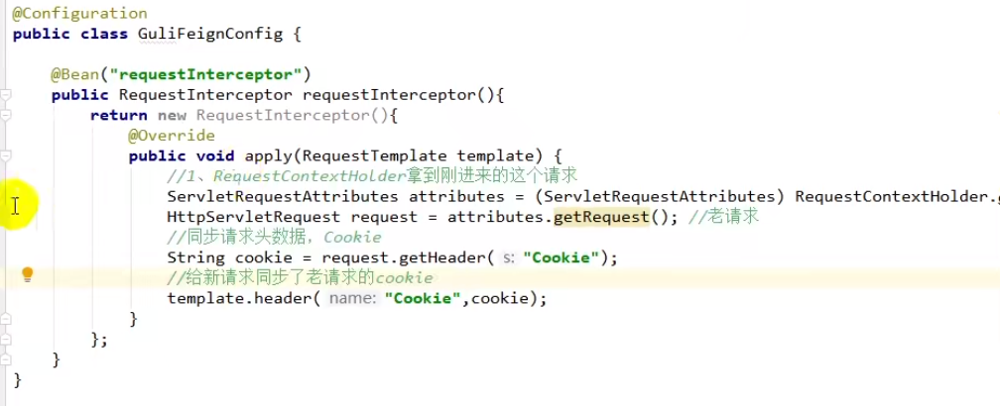 @Configuration
public class GuliFeignConfig {
@Bean("requestInterceptor")
public RequestInterceptor requestInterceptor(){
return new RequestInterceptor(){
@Override
public void apply(RequestTemplate template) {
//1、RequestContextHolder拿到刚进来的这个请求
ServletRequestAttributes attributes = (ServletRequestAttributes) RequestContextHolder.
HttpServletRequest request = attributes.getRequest(); //老请求
//同步请求头数据，Cookie
String cookie = request.getHeader( s: "Cookie");
//给新请求同步了老请求的cookie
template.header( name: "Cookie",cookie);
}
};
}
}